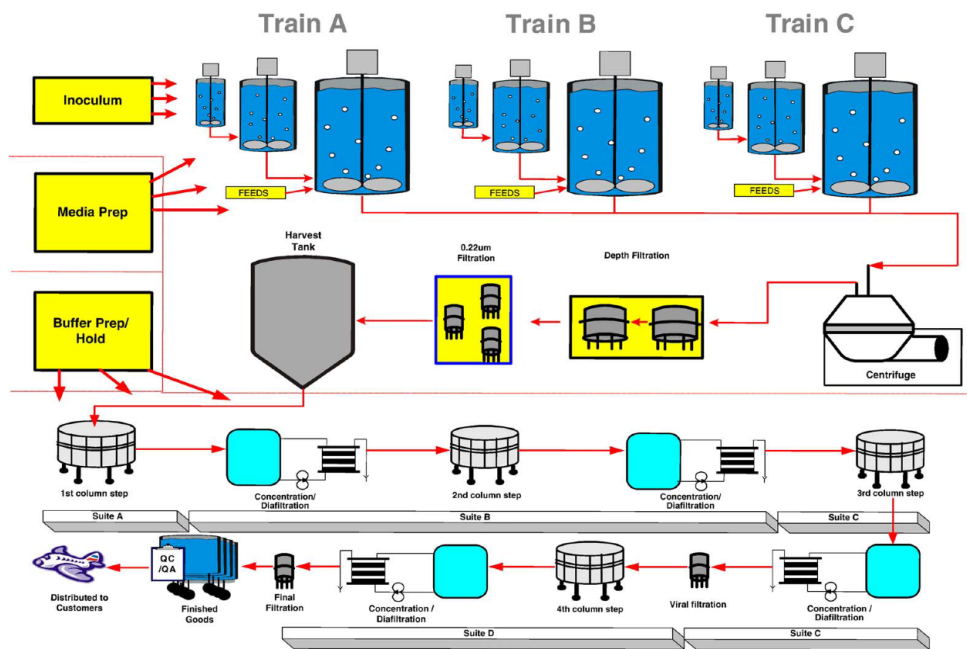 Train A
Train B
Train C
Inoculum
FEEDS
FEEDS
FEEDS
Media Prep
Harvest
Tank
0.22um
Filtration
Depth Filtration
Buffer Prep/
Hold
Centrifuge
1st column step
Concentration/
Diafiltration
2nd column step
Concentration/
Diafiltration
3rd column step
Suite A
Suite B
Suite C
QC
/QA
Distributed to
Customers
Finished
Goods
Final
Filtration
Concentration /
Diafiltration
4th column step
Viral filtration
Concentration /
Diafiltration
Suite D
Suite C